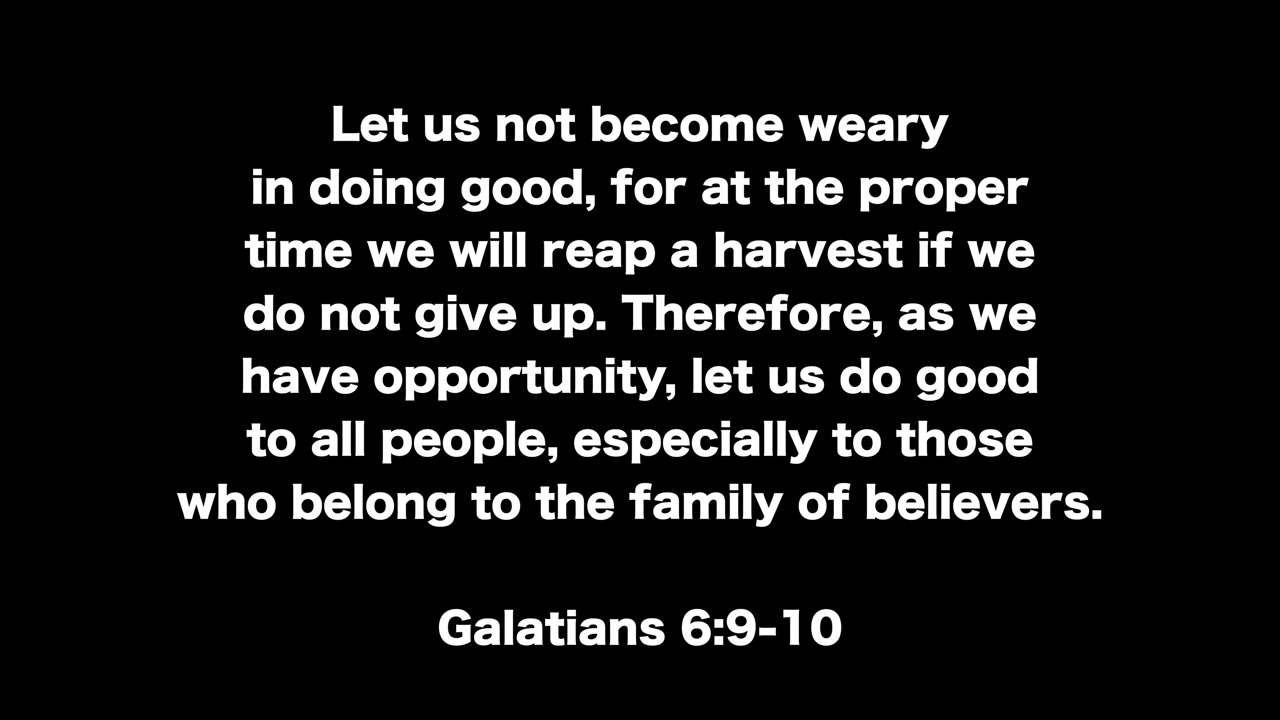 Let us not become weary
in doing good, for at the proper
time we will reap a harvest if we
do not give up. Therefore, as we
have opportunity, let us do good
to all people, especially to those
who belong to the family of believers.
Galatians 6:9-10